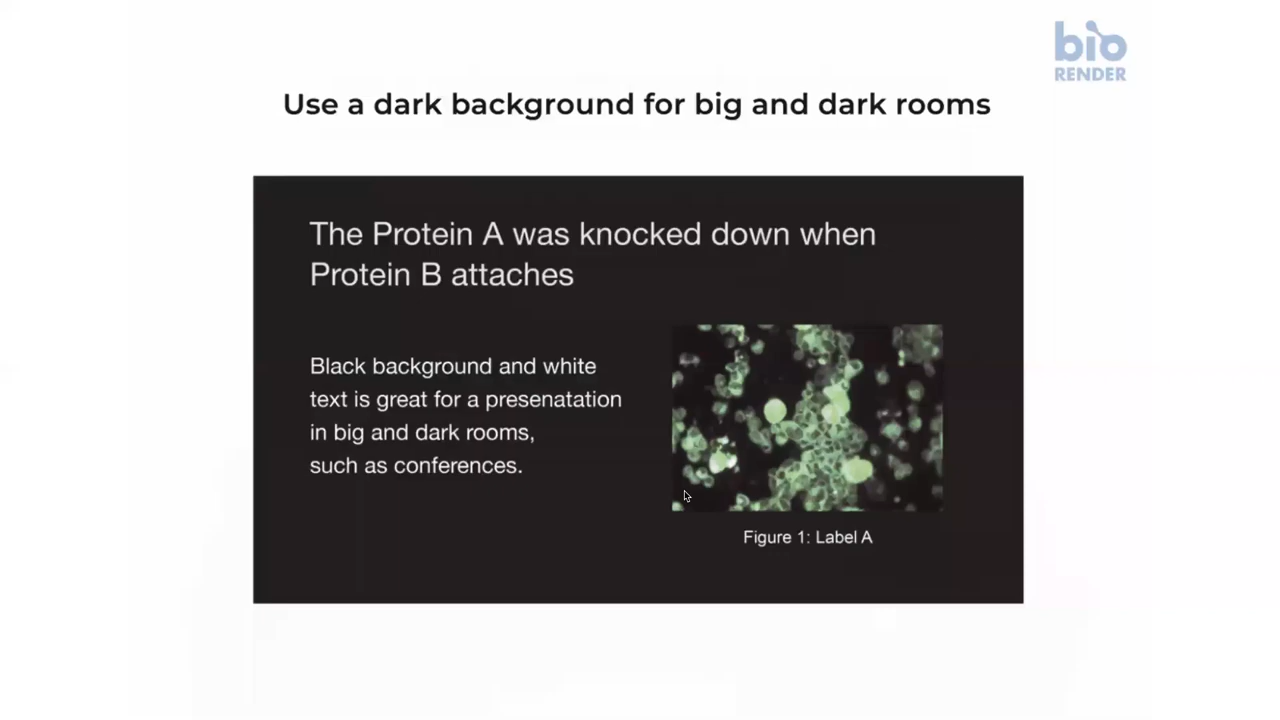 bio
RENDER
Use a dark background for big and dark rooms
The Protein A was knocked down when
Protein B attaches
Black background and white
text is great for a presenatation
in big and dark rooms,
such as conferences.
Figure 1: Label A